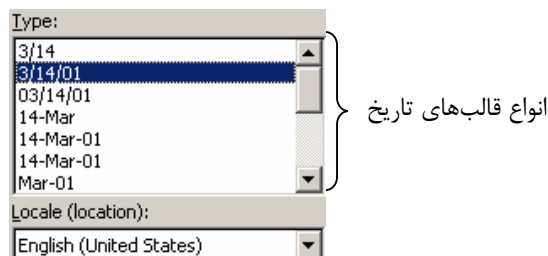 Type:
3/14
3/14/01
03/14/01
14-Mar
14-Mar-01
14-Mar-01
Mar-01
انواع قالب‌های تاریخ
Locale (location):
English (United States)